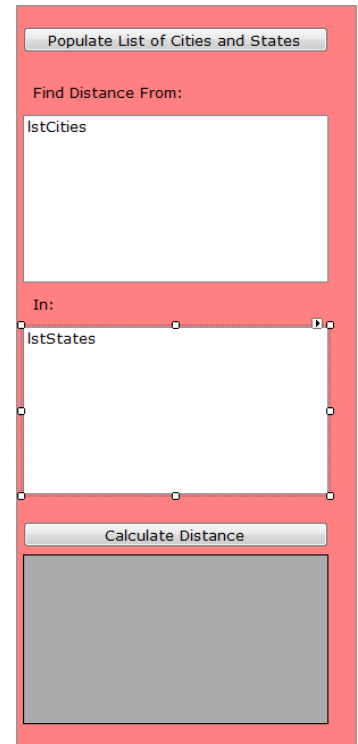 Populate List of Cities and States
Find Distance From:
lstCities
In:
lstStates
Calculate Distance